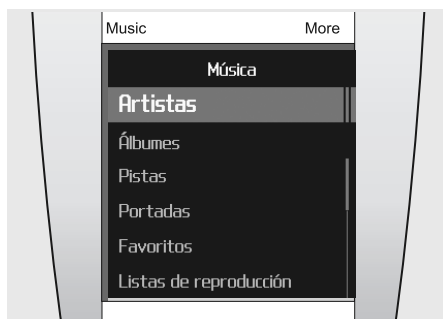 Music More
Música
Artistas
Álbumes
Pistas
Portadas
Favoritos
Listas de reproducción